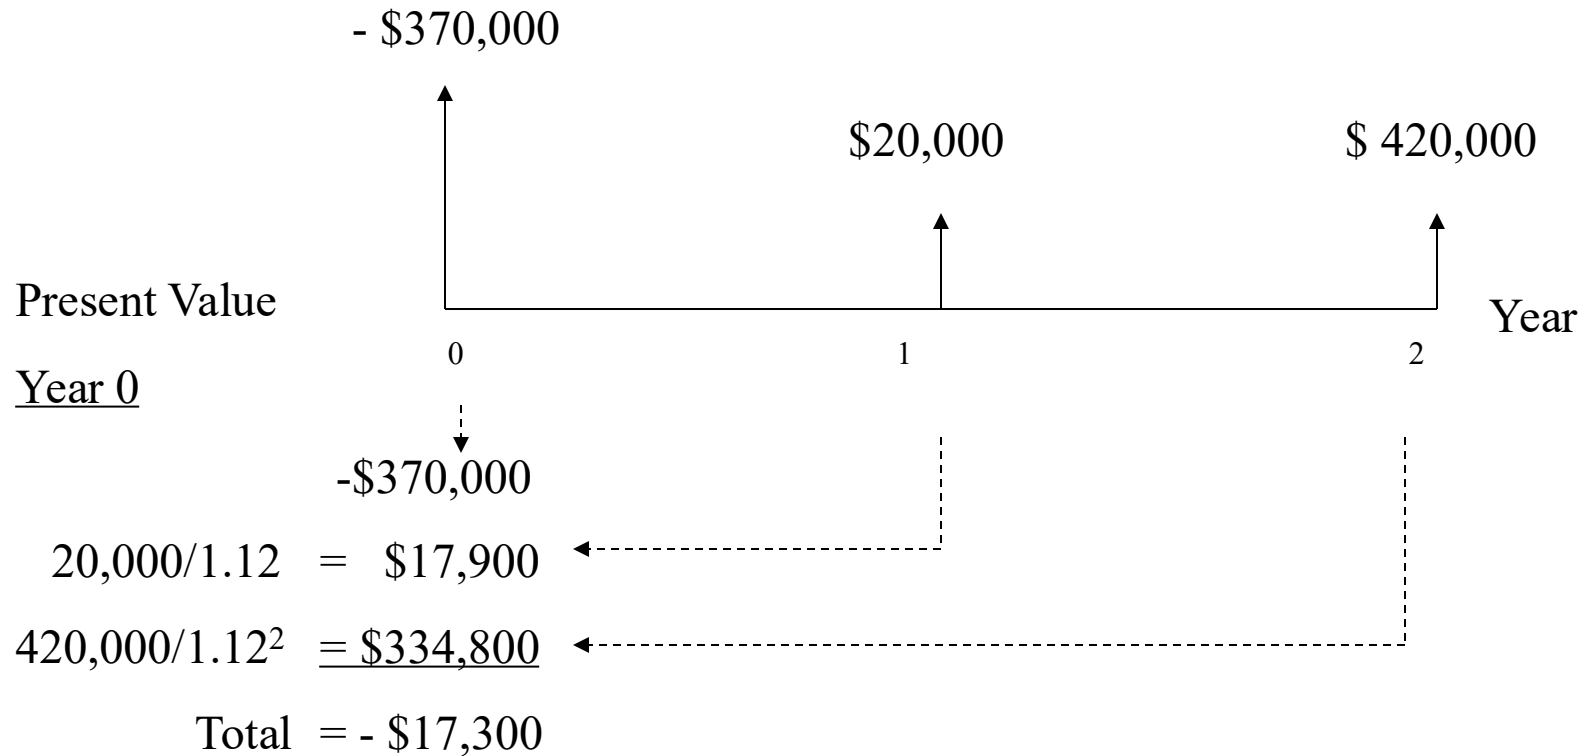 - $370,000
$20,000
$ 420,000
Present Value
Year
0
1
2
Year 0
-$370,000
20,000/1.12 = $17,900
420,000/1.12² = $334,800
Total = - $17,300